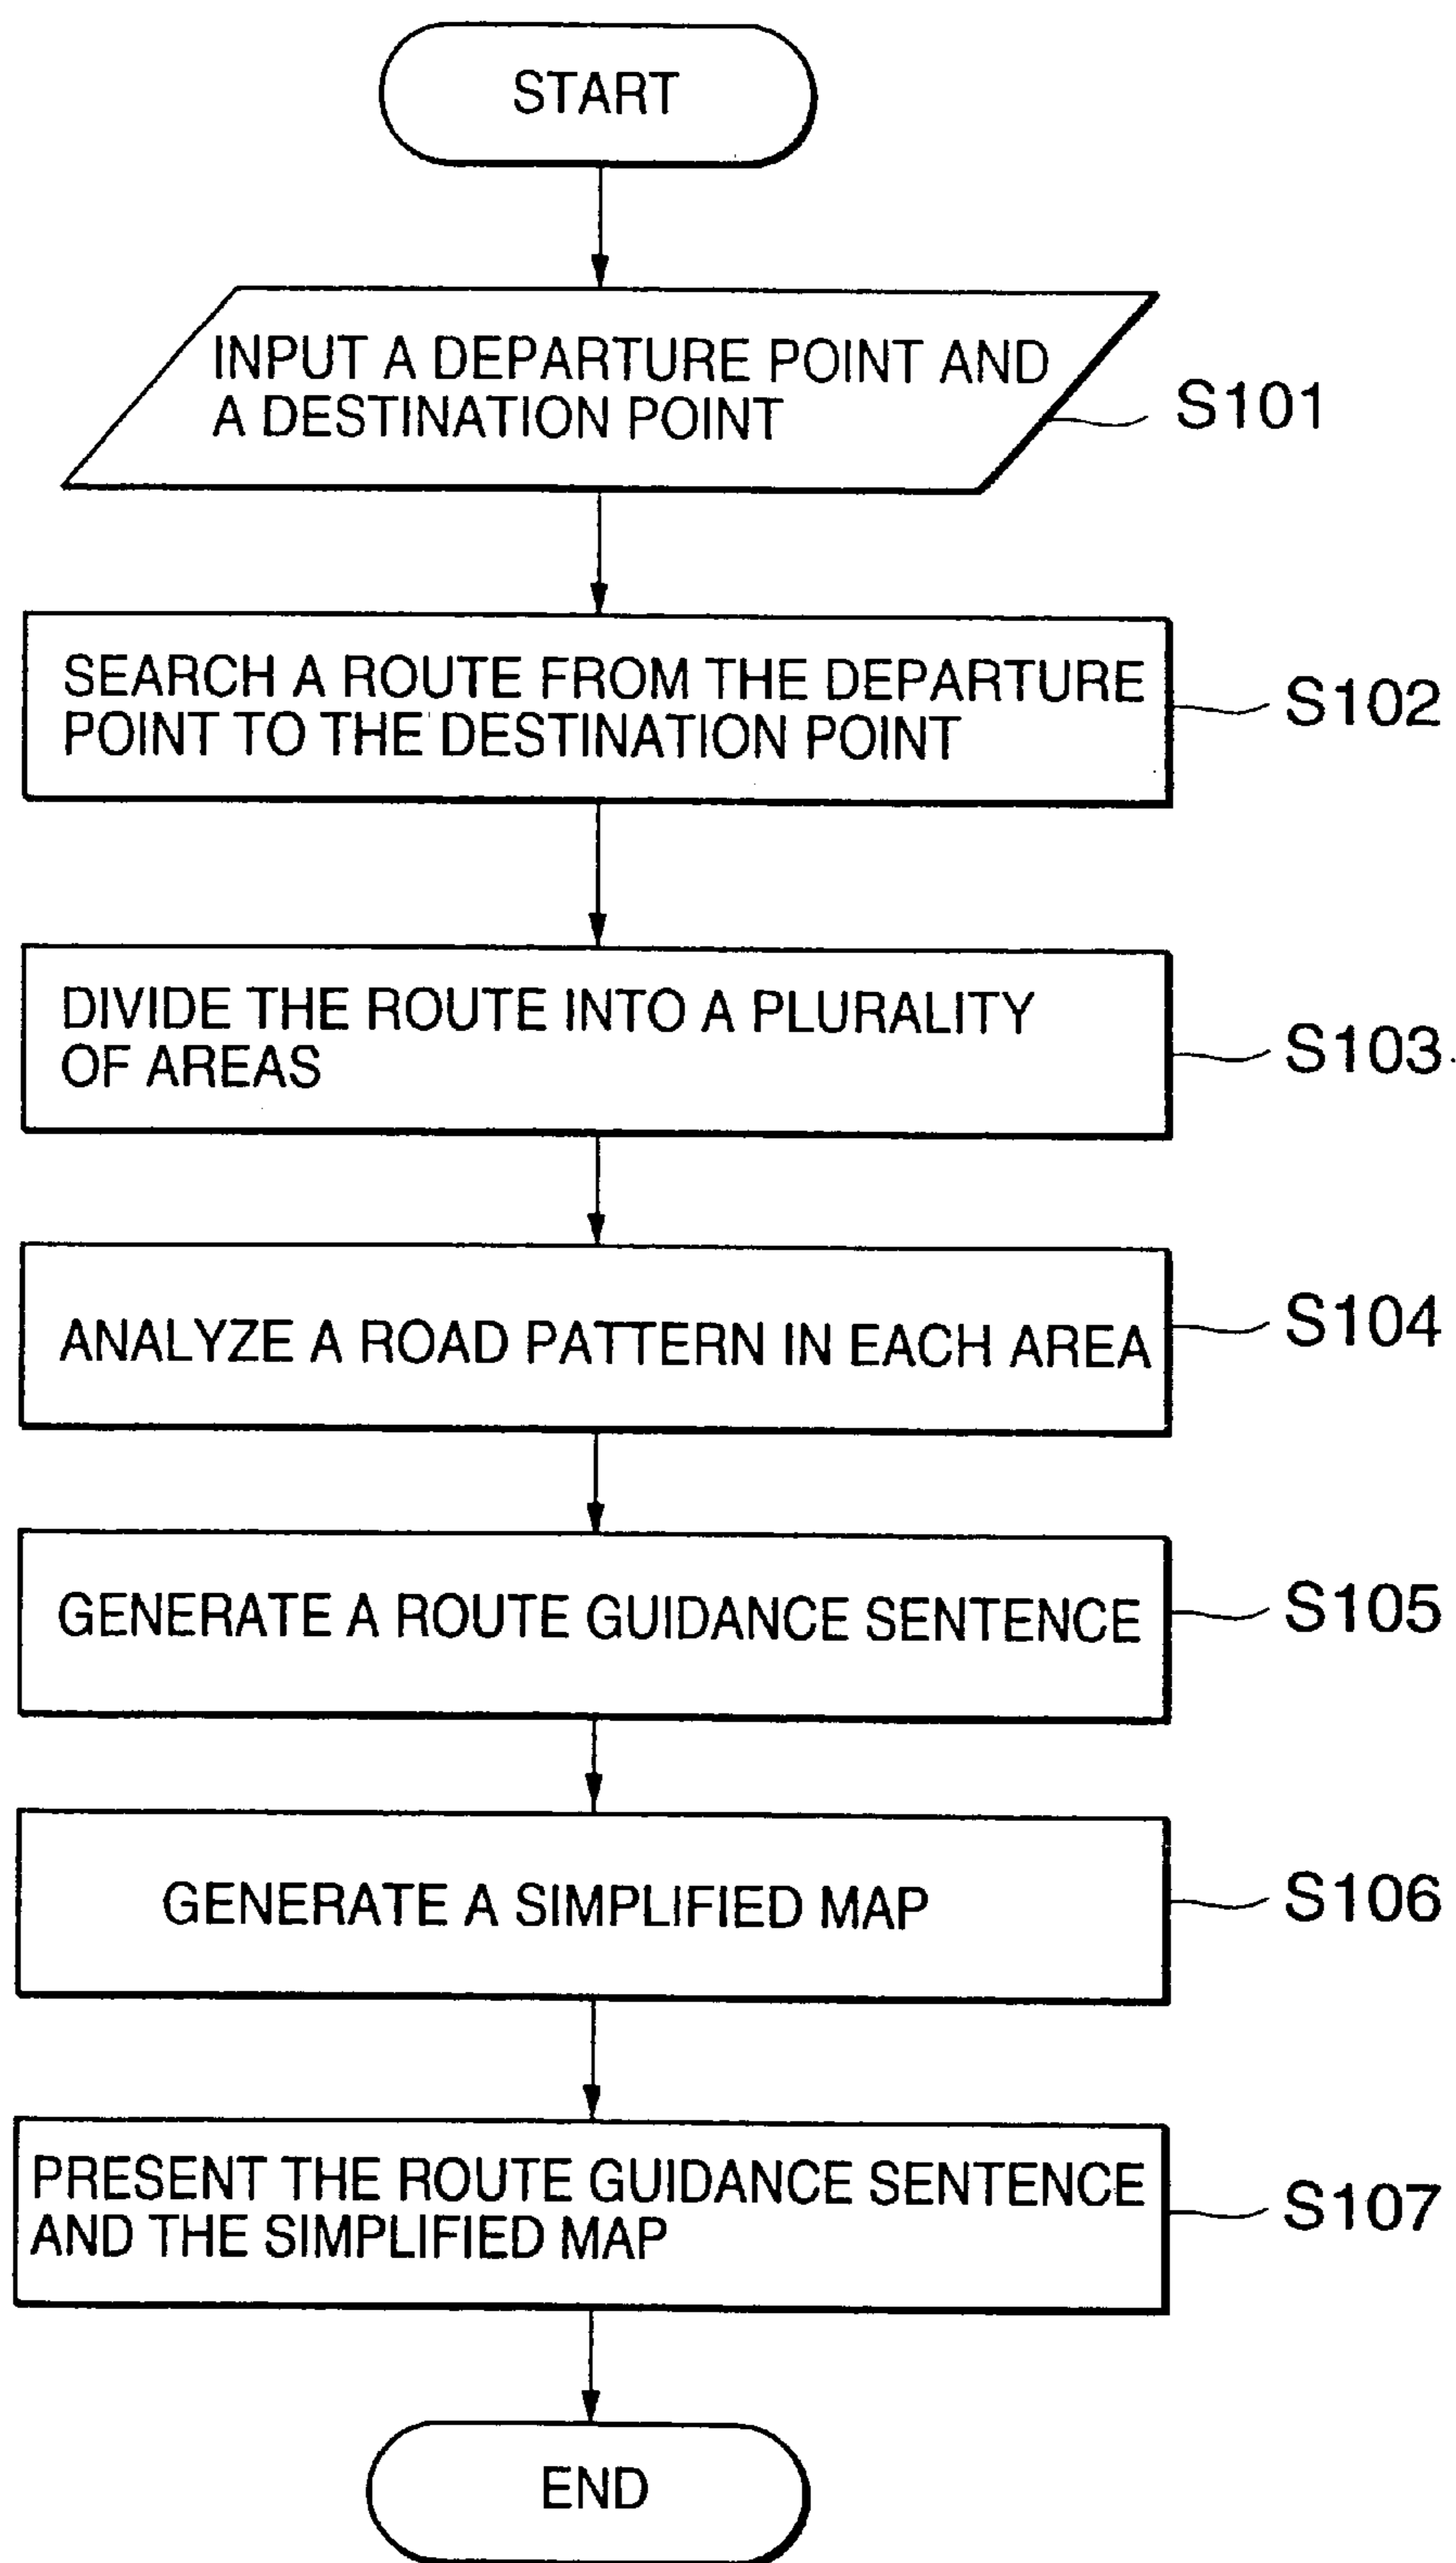 START
INPUT A DEPARTURE POINT AND
A DESTINATION POINT
S101
SEARCH A ROUTE FROM THE DEPARTURE
POINT TO THE DESTINATION POINT
S102
DIVIDE THE ROUTE INTO A PLURALITY
OF AREAS
S103
ANALYZE A ROAD PATTERN IN EACH AREA
S104
GENERATE A ROUTE GUIDANCE SENTENCE
S105
GENERATE A SIMPLIFIED MAP
S106
PRESENT THE ROUTE GUIDANCE SENTENCE
AND THE SIMPLIFIED MAP
S107
END